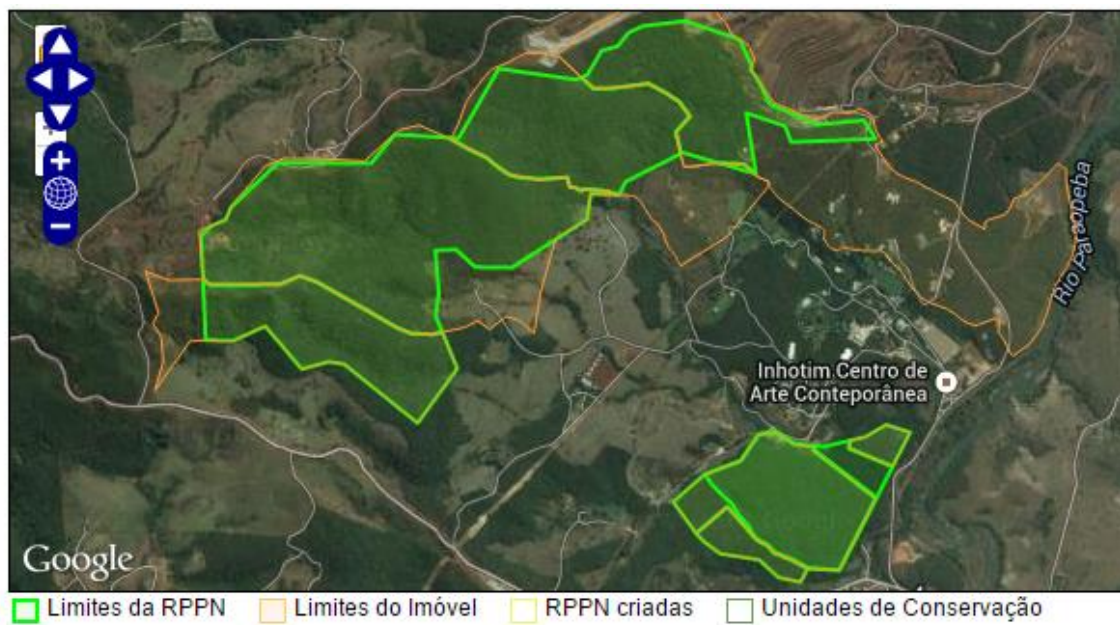 Rio Paraopeba
Inhotim Centro de
Arte Conteporânea
Google
Limites da RPPN
Limites do Imóvel
RPPN criadas
Unidades de Conservação